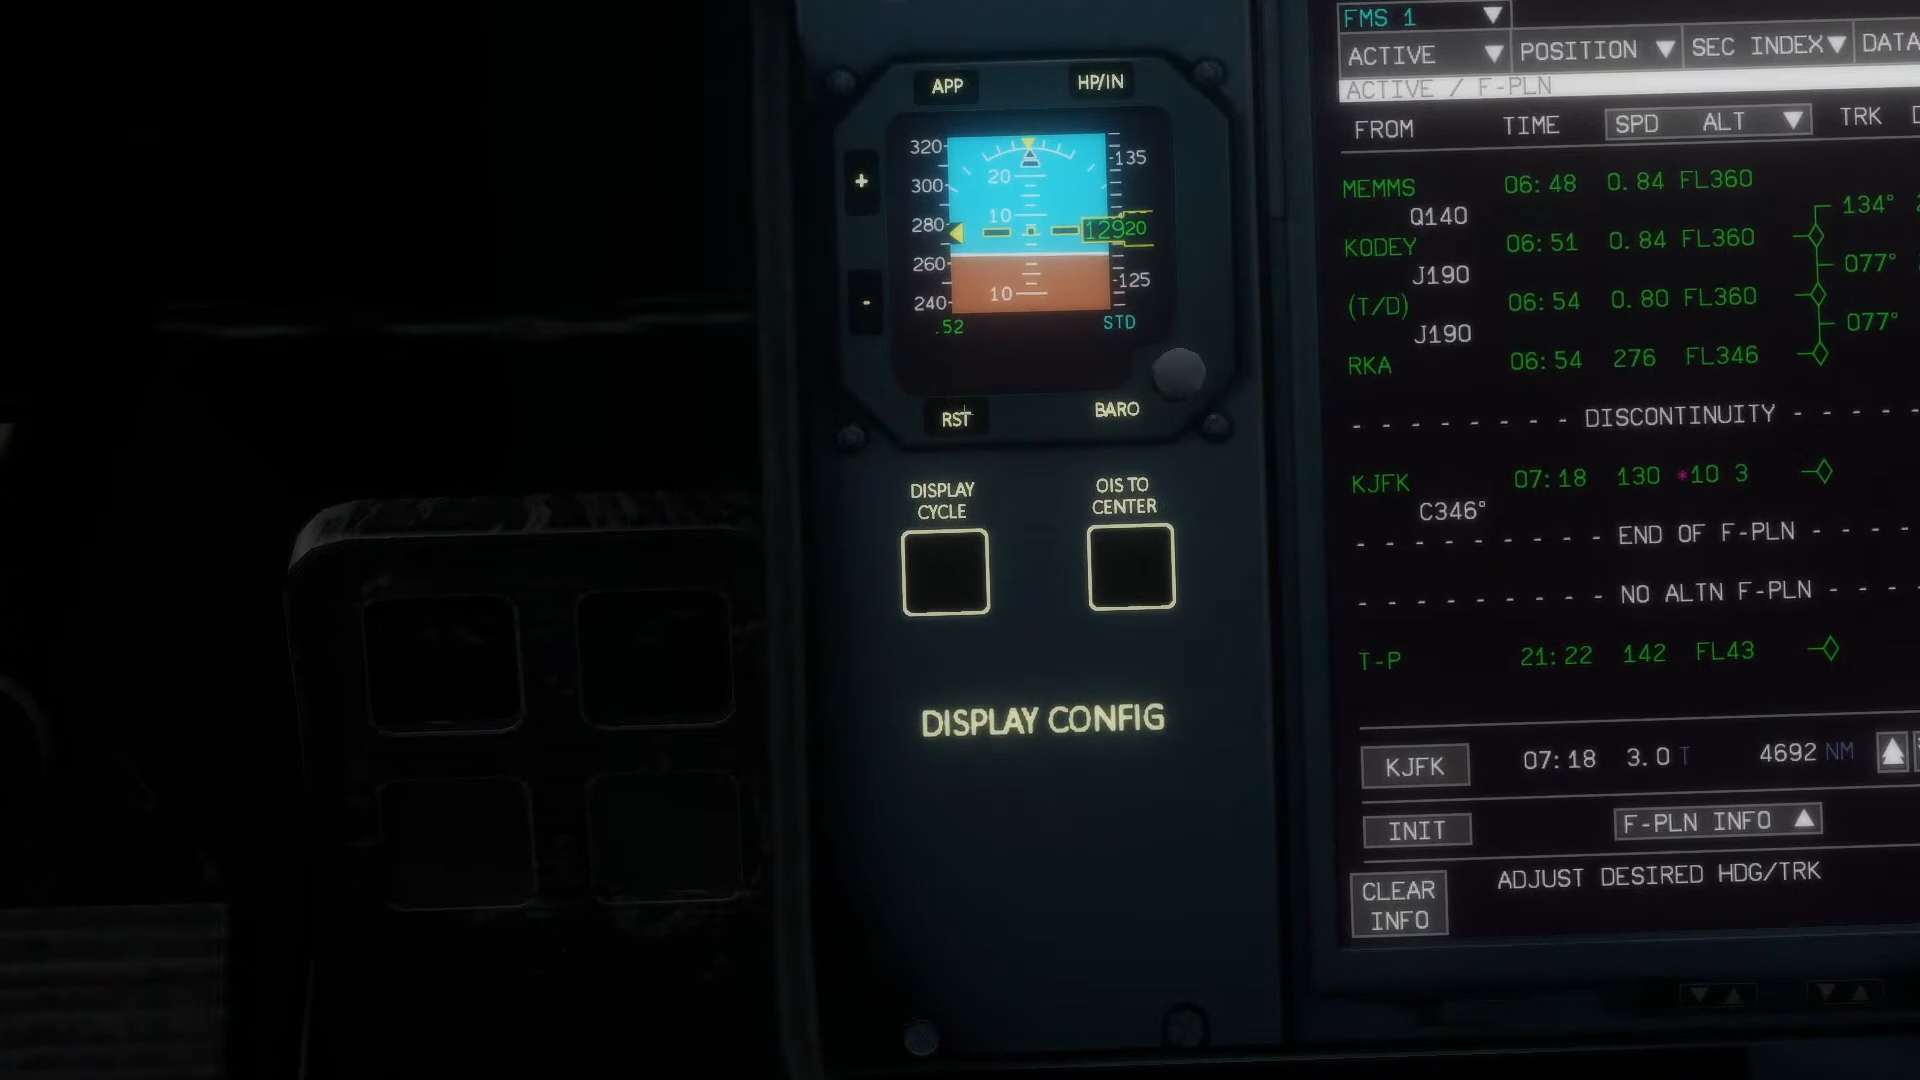 APP HP/IN
+
-
320
300
280
260
240
20
10
10
135
12920
125
.52 STD
RST BARO
DISPLAY
CYCLE
OIS TO
CENTER
DISPLAY CONFIG
FMS 1
ACTIVE POSITION SEC INDEX DATA
ACTIVE / F-PLN
FROM TIME SPD ALT TRK
MEMMS 06:48 0.84 FL360
Q140 134°
KODEY 06:51 0.84 FL360
J190 077°
(T/D) 06:54 0.80 FL360
J190 077°
RKA 06:54 276 FL346
- - - - - - - - DISCONTINUITY - - - - -
KJFK 07:18 130 *10 3
C346°
- - - - - - - - - END OF F-PLN - - - -
- - - - - - - - - NO ALTN F-PLN - - - -
T-P 21:22 142 FL43
KJFK 07:18 3.0 T 4692 NM
INIT F-PLN INFO
CLEAR
INFO
ADJUST DESIRED HDG/TRK